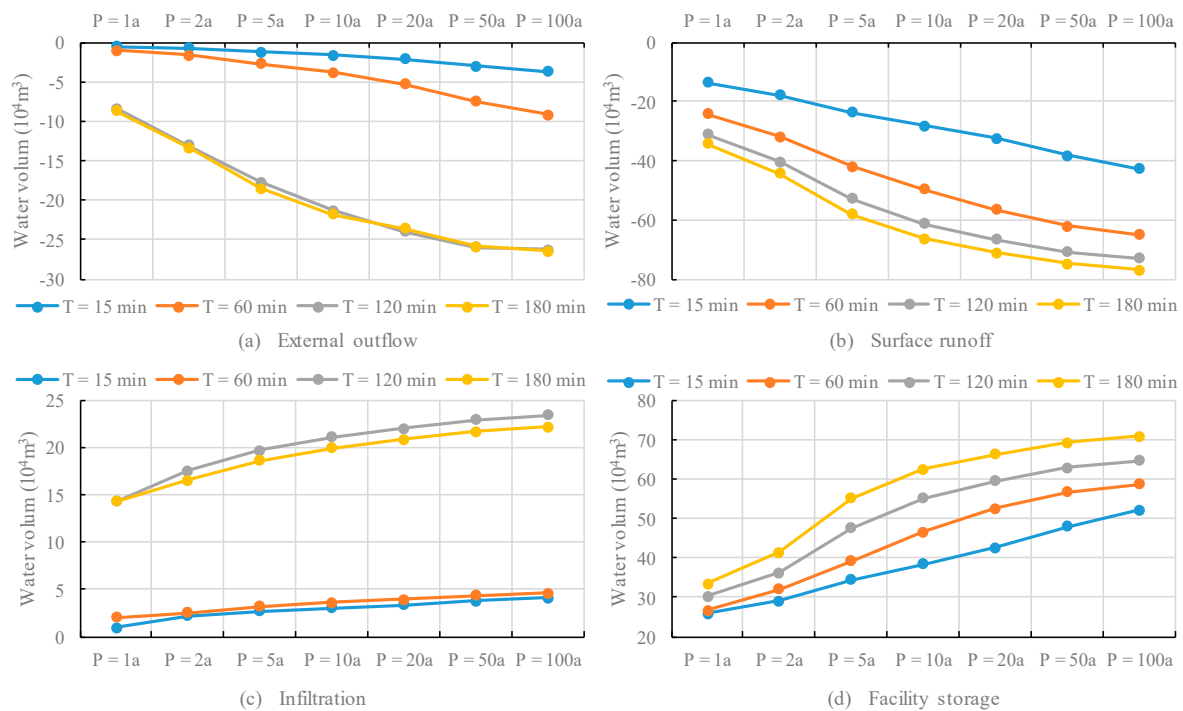 P = 1a P = 2a P = 5a P = 10a P = 20a P = 50a P = 100a
0
-5
-10
-15
-20
-25
-30
Water volum (10⁴m³)
T = 15 min T = 60 min T = 120 min T = 180 min
(a) External outflow
P = 1a P = 2a P = 5a P = 10a P = 20a P = 50a P = 100a
0
-20
-40
-60
-80
Water volum (10⁴m³)
T = 15 min T = 60 min T = 120 min T = 180 min
(b) Surface runoff
T = 15 min T = 60 min T = 120 min T = 180 min
25
20
15
10
5
0
Water volum (10⁴m³)
P = 1a P = 2a P = 5a P = 10a P = 20a P = 50a P = 100a
(c) Infiltration
T = 15 min T = 60 min T = 120 min T = 180 min
80
70
60
50
40
30
20
Water volum (10⁴m³)
P = 1a P = 2a P = 5a P = 10a P = 20a P = 50a P = 100a
(d) Facility storage